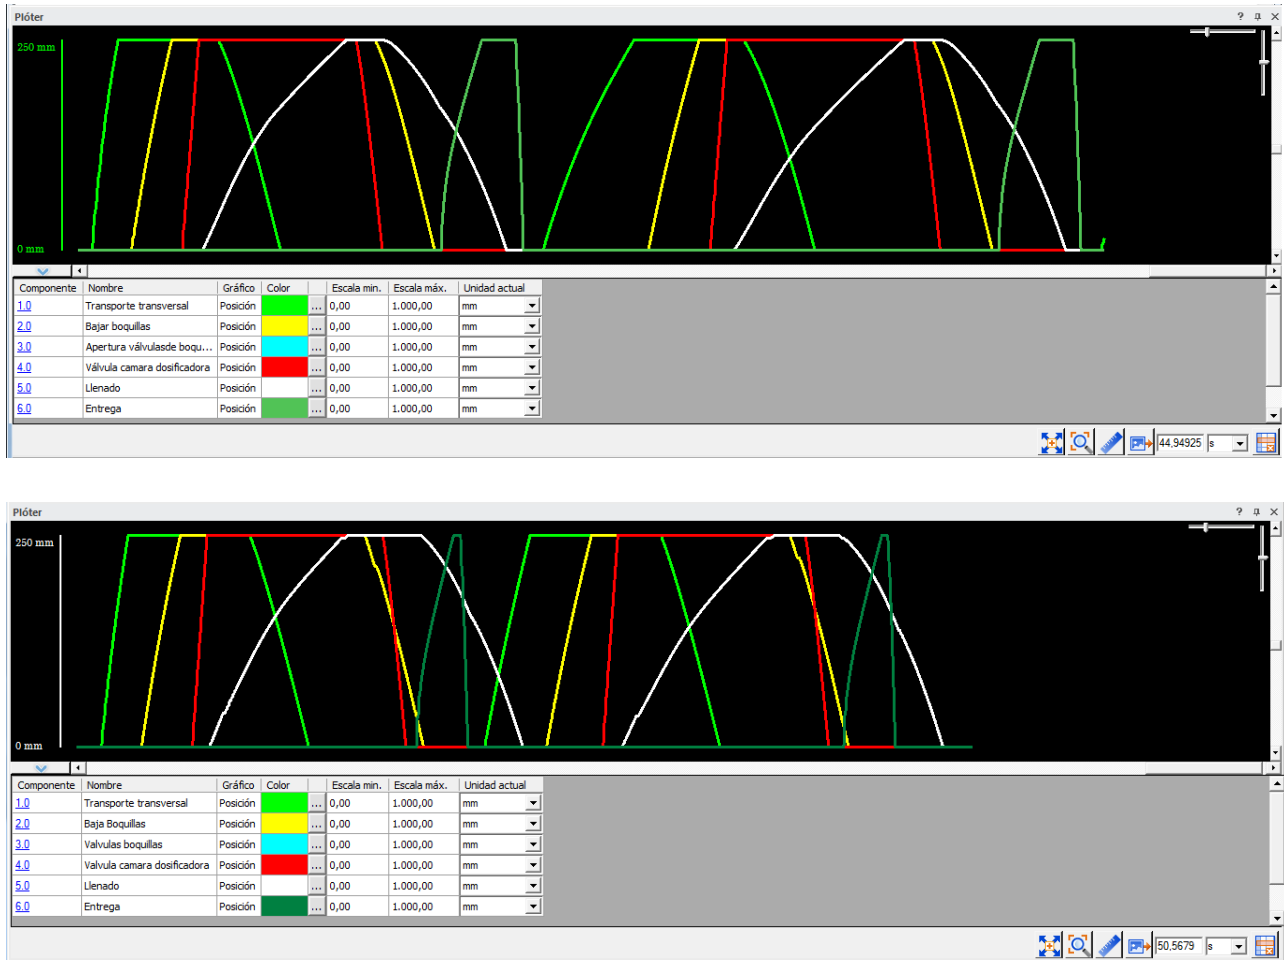 Plóter ?
250 mm
0 mm
Componente Nombre Gráfico Color Escala min. Escala máx. Unidad actual
1.0 Transporte transversal Posición ... 0,00 1.000,00 mm
2.0 Bajar boquillas Posición ... 0,00 1.000,00 mm
3.0 Apertura válvulasde boqu... Posición ... 0,00 1.000,00 mm
4.0 Válvula camara dosificadora Posición ... 0,00 1.000,00 mm
5.0 Llenado Posición ... 0,00 1.000,00 mm
6.0 Entrega Posición ... 0,00 1.000,00 mm
44,94925 s
Plóter ?
250 mm
0 mm
Componente Nombre Gráfico Color Escala min. Escala máx. Unidad actual
1.0 Transporte transversal Posición ... 0,00 1.000,00 mm
2.0 Baja Boquillas Posición ... 0,00 1.000,00 mm
3.0 Valvulas boquillas Posición ... 0,00 1.000,00 mm
4.0 Valvula camara dosificadora Posición ... 0,00 1.000,00 mm
5.0 Llenado Posición ... 0,00 1.000,00 mm
6.0 Entrega Posición ... 0,00 1.000,00 mm
50,5679 s